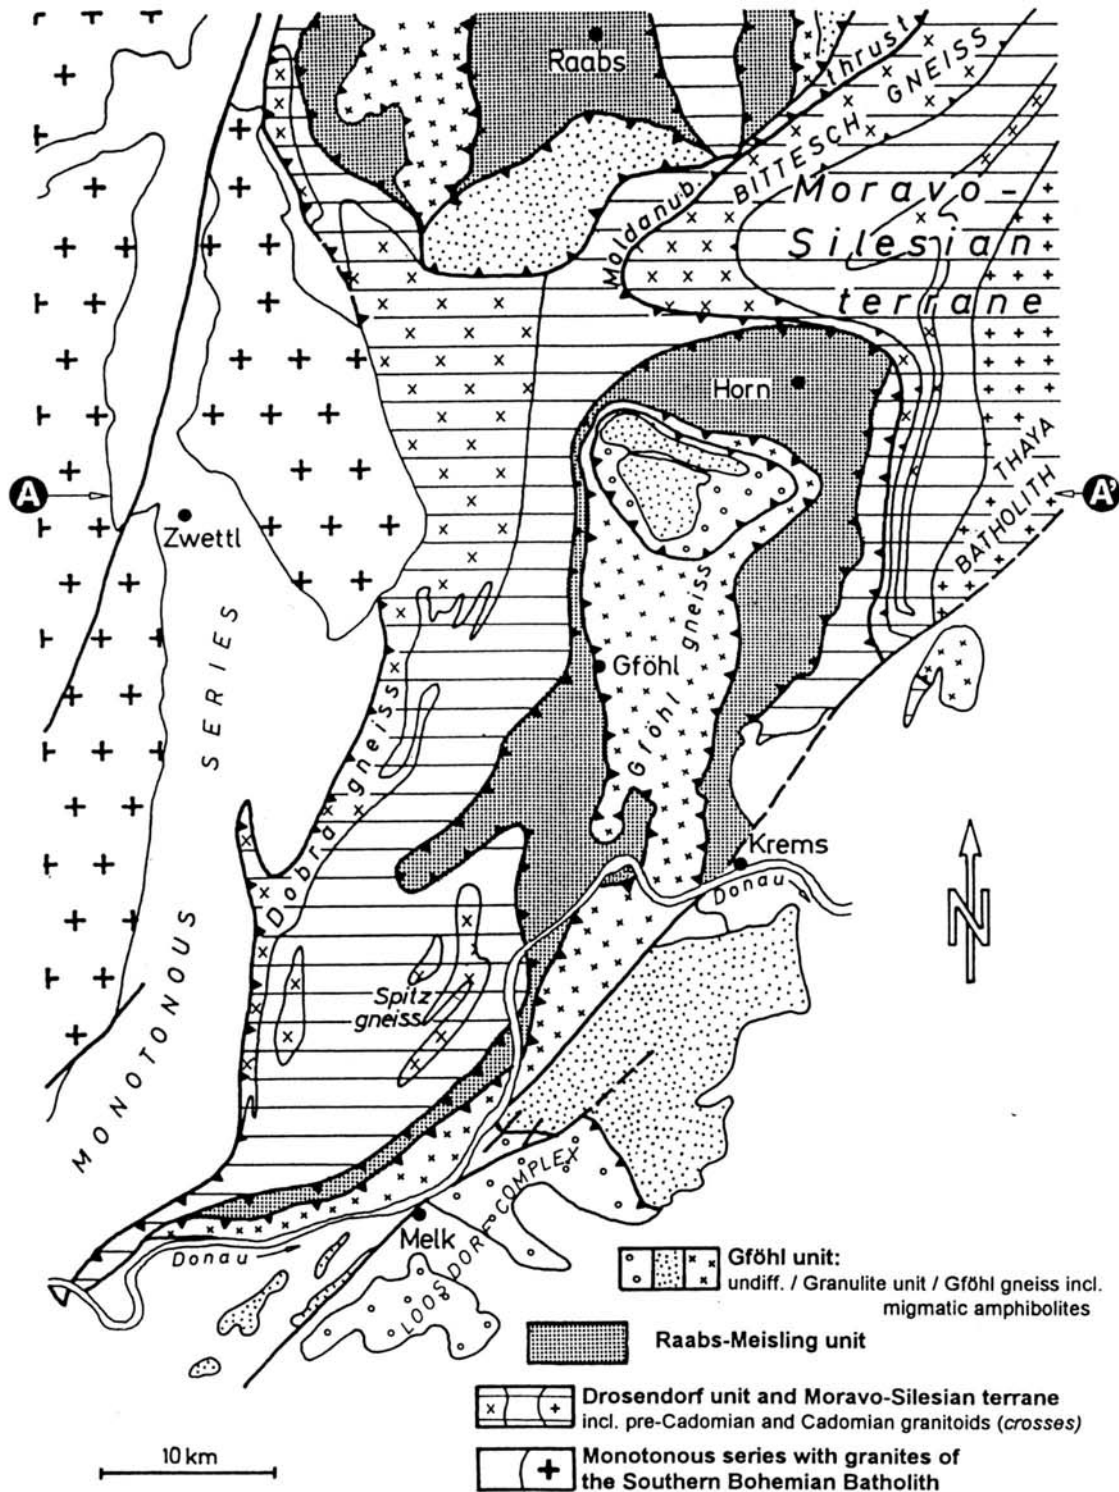 Raabs
thrust
BITTESCH GNEISS
Moldanub.
Moravo-
Silesian
terrane
Horn
THAYA
BATHOLITH
A
A'
Zwettl
Gföhl
Gföhl gneiss
MONOTONOUS SERIES
Dobra gneiss
Krems
Donau
N
Spitz
gneiss
Melk
Donau
LOOSDORF COMPLEX
Gföhl unit:
undiff. / Granulite unit / Gföhl gneiss incl.
migmatic amphibolites
Raabs-Meisling unit
Drosendorf unit and Moravo-Silesian terrane
incl. pre-Cadomian and Cadomian granitoids (crosses)
Monotonous series with granites of
the Southern Bohemian Batholith
10 km